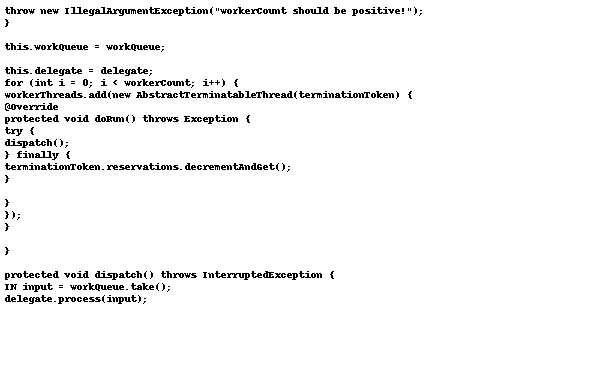 throw new IllegalArgumentException("workerCount should be positive!");
}
this.workQueue = workQueue;
this.delegate = delegate;
for (int i = 0; i < workerCount; i++) {
workerThreads.add(new AbstractTerminatableThread(terminationToken) {
@Override
protected void doRun() throws Exception {
try {
dispatch();
} finally {
terminationToken.reservations.decrementAndGet();
}
}
});
}
}
protected void dispatch() throws InterruptedException {
IN input = workQueue.take();
delegate.process(input);